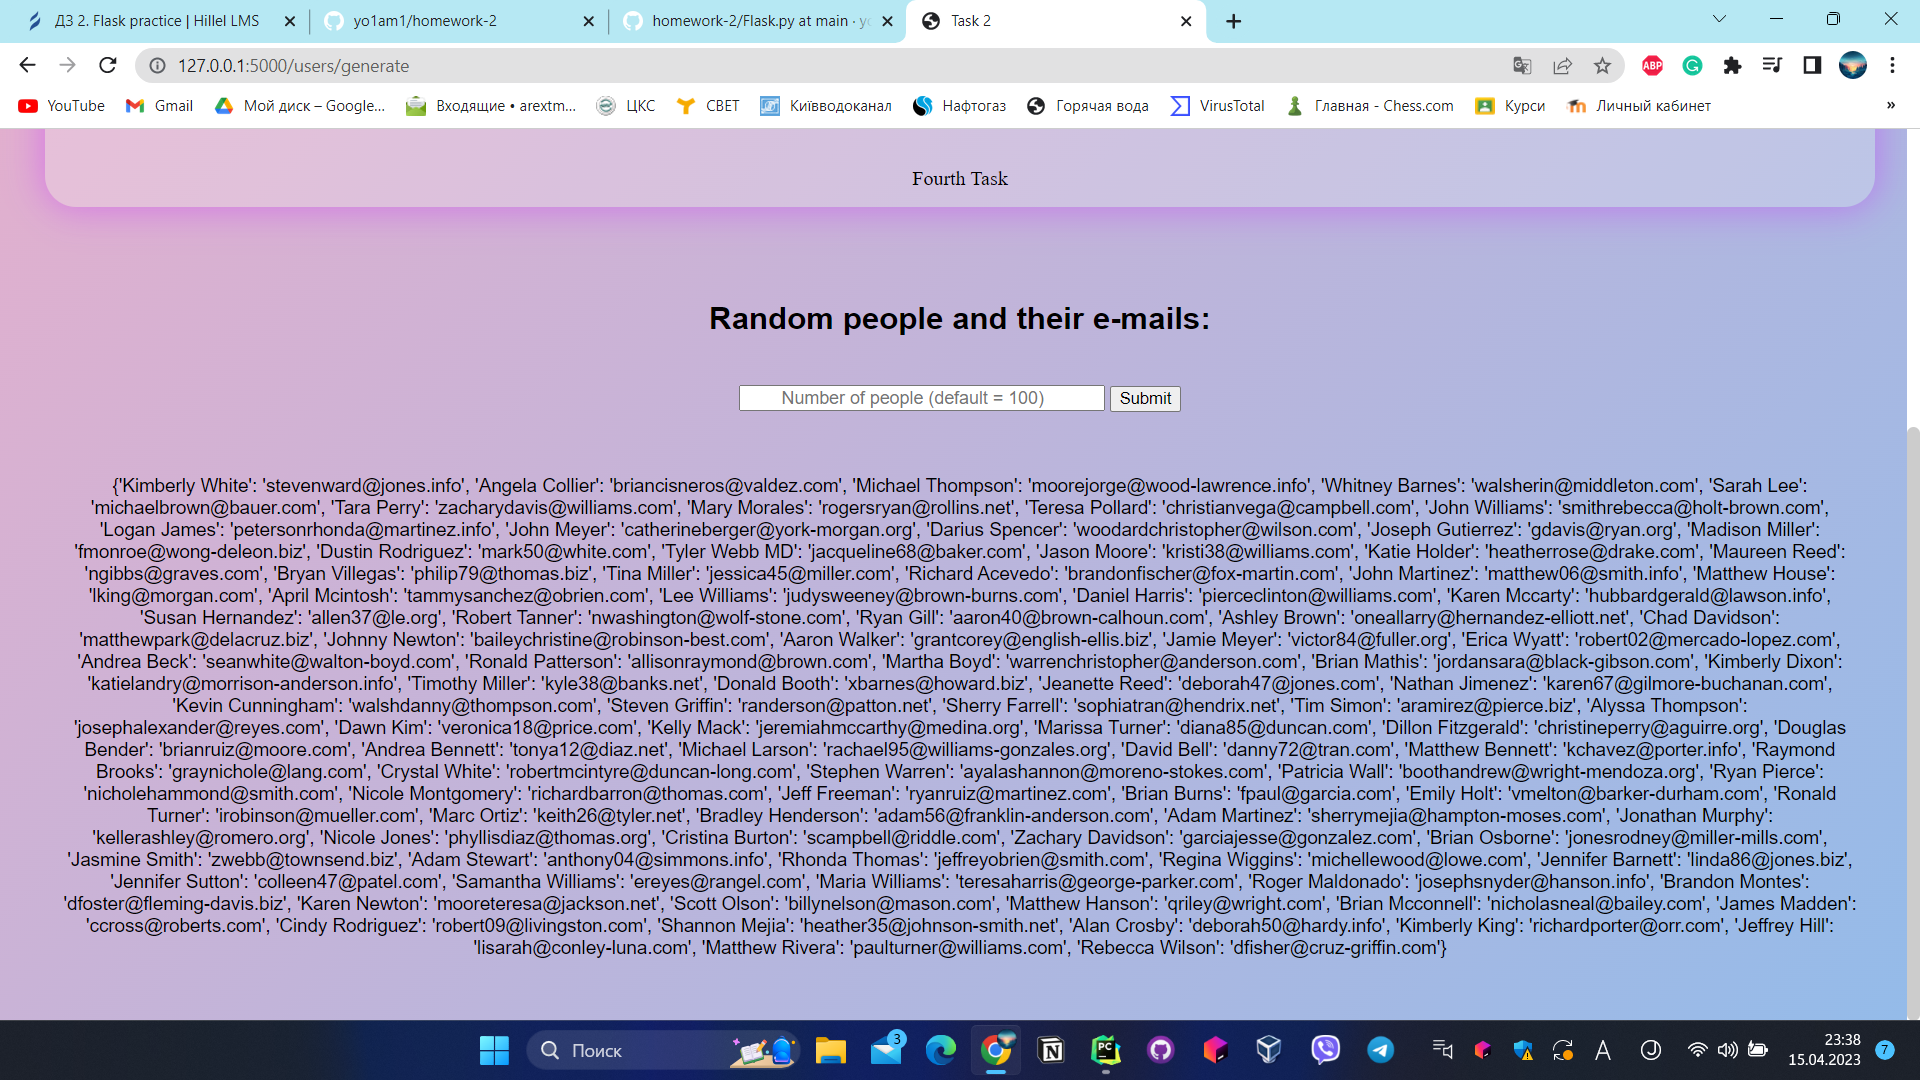 ДЗ 2. Flask practice | Hillel LMS
yo1am1/homework-2
homework-2/Flask.py at main · yo
Task 2
127.0.0.1:5000/users/generate
YouTube
Gmail
Мой диск – Google...
Входящие • arextm...
ЦКС
СВЕТ
Київводоканал
Нафтогаз
Горячая вода
VirusTotal
Главная - Chess.com
Курси
Личный кабинет
»
Fourth Task
Random people and their e-mails:
Number of people (default = 100)
Submit
{'Kimberly White': 'stevenward@jones.info', 'Angela Collier': 'briancisneros@valdez.com', 'Michael Thompson': 'moorejorge@wood-lawrence.info', 'Whitney Barnes': 'walsherin@middleton.com', 'Sarah Lee':
'michaelbrown@bauer.com', 'Tara Perry': 'zacharydavis@williams.com', 'Mary Morales': 'rogersryan@rollins.net', 'Teresa Pollard': 'christianvega@campbell.com', 'John Williams': 'smithrebecca@holt-brown.com',
'Logan James': 'petersonrhonda@martinez.info', 'John Meyer': 'catherineberger@york-morgan.org', 'Darius Spencer': 'woodardchristopher@wilson.com', 'Joseph Gutierrez': 'gdavis@ryan.org', 'Madison Miller':
'fmonroe@wong-deleon.biz', 'Dustin Rodriguez': 'mark50@white.com', 'Tyler Webb MD': 'jacqueline68@baker.com', 'Jason Moore': 'kristi38@williams.com', 'Katie Holder': 'heatherrose@drake.com', 'Maureen Reed':
'ngibbs@graves.com', 'Bryan Villegas': 'philip79@thomas.biz', 'Tina Miller': 'jessica45@miller.com', 'Richard Acevedo': 'brandonfischer@fox-martin.com', 'John Martinez': 'matthew06@smith.info', 'Matthew House':
'lking@morgan.com', 'April Mcintosh': 'tammysanchez@obrien.com', 'Lee Williams': 'judysweeney@brown-burns.com', 'Daniel Harris': 'pierceclinton@williams.com', 'Karen Mccarty': 'hubbardgerald@lawson.info',
'Susan Hernandez': 'allen37@le.org', 'Robert Tanner': 'nwashington@wolf-stone.com', 'Ryan Gill': 'aaron40@brown-calhoun.com', 'Ashley Brown': 'oneallarry@hernandez-elliott.net', 'Chad Davidson':
'matthewpark@delacruz.biz', 'Johnny Newton': 'baileychristine@robinson-best.com', 'Aaron Walker': 'grantcorey@english-ellis.biz', 'Jamie Meyer': 'victor84@fuller.org', 'Erica Wyatt': 'robert02@mercado-lopez.com',
'Andrea Beck': 'seanwhite@walton-boyd.com', 'Ronald Patterson': 'allisonraymond@brown.com', 'Martha Boyd': 'warrenchristopher@anderson.com', 'Brian Mathis': 'jordansara@black-gibson.com', 'Kimberly Dixon':
'katielandry@morrison-anderson.info', 'Timothy Miller': 'kyle38@banks.net', 'Donald Booth': 'xbarnes@howard.biz', 'Jeanette Reed': 'deborah47@jones.com', 'Nathan Jimenez': 'karen67@gilmore-buchanan.com',
'Kevin Cunningham': 'walshdanny@thompson.com', 'Steven Griffin': 'randerson@patton.net', 'Sherry Farrell': 'sophiatran@hendrix.net', 'Tim Simon': 'aramirez@pierce.biz', 'Alyssa Thompson':
'josephalexander@reyes.com', 'Dawn Kim': 'veronica18@price.com', 'Kelly Mack': 'jeremiahmccarthy@medina.org', 'Marissa Turner': 'diana85@duncan.com', 'Dillon Fitzgerald': 'christineperry@aguirre.org', 'Douglas
Bender': 'brianruiz@moore.com', 'Andrea Bennett': 'tonya12@diaz.net', 'Michael Larson': 'rachael95@williams-gonzales.org', 'David Bell': 'danny72@tran.com', 'Matthew Bennett': 'kchavez@porter.info', 'Raymond
Brooks': 'graynichole@lang.com', 'Crystal White': 'robertmcintyre@duncan-long.com', 'Stephen Warren': 'ayalashannon@moreno-stokes.com', 'Patricia Wall': 'boothandrew@wright-mendoza.org', 'Ryan Pierce':
'nicholehammond@smith.com', 'Nicole Montgomery': 'richardbarron@thomas.com', 'Jeff Freeman': 'ryanruiz@martinez.com', 'Brian Burns': 'fpaul@garcia.com', 'Emily Holt': 'vmelton@barker-durham.com', 'Ronald
Turner': 'irobinson@mueller.com', 'Marc Ortiz': 'keith26@tyler.net', 'Bradley Henderson': 'adam56@franklin-anderson.com', 'Adam Martinez': 'sherrymejia@hampton-moses.com', 'Jonathan Murphy':
'kellerashley@romero.org', 'Nicole Jones': 'phyllisdiaz@thomas.org', 'Cristina Burton': 'scampbell@riddle.com', 'Zachary Davidson': 'garciajesse@gonzalez.com', 'Brian Osborne': 'jonesrodney@miller-mills.com',
'Jasmine Smith': 'zwebb@townsend.biz', 'Adam Stewart': 'anthony04@simmons.info', 'Rhonda Thomas': 'jeffreyobrien@smith.com', 'Regina Wiggins': 'michellewood@lowe.com', 'Jennifer Barnett': 'linda86@jones.biz',
'Jennifer Sutton': 'colleen47@patel.com', 'Samantha Williams': 'ereyes@rangel.com', 'Maria Williams': 'teresaharris@george-parker.com', 'Roger Maldonado': 'josephsnyder@hanson.info', 'Brandon Montes':
'dfoster@fleming-davis.biz', 'Karen Newton': 'mooreteresa@jackson.net', 'Scott Olson': 'billynelson@mason.com', 'Matthew Hanson': 'qriley@wright.com', 'Brian Mcconnell': 'nicholasneal@bailey.com', 'James Madden':
'ccross@roberts.com', 'Cindy Rodriguez': 'robert09@livingston.com', 'Shannon Mejia': 'heather35@johnson-smith.net', 'Alan Crosby': 'deborah50@hardy.info', 'Kimberly King': 'richardporter@orr.com', 'Jeffrey Hill':
'lisarah@conley-luna.com', 'Matthew Rivera': 'paulturner@williams.com', 'Rebecca Wilson': 'dfisher@cruz-griffin.com'}
Поиск
3
23:38
15.04.2023
7